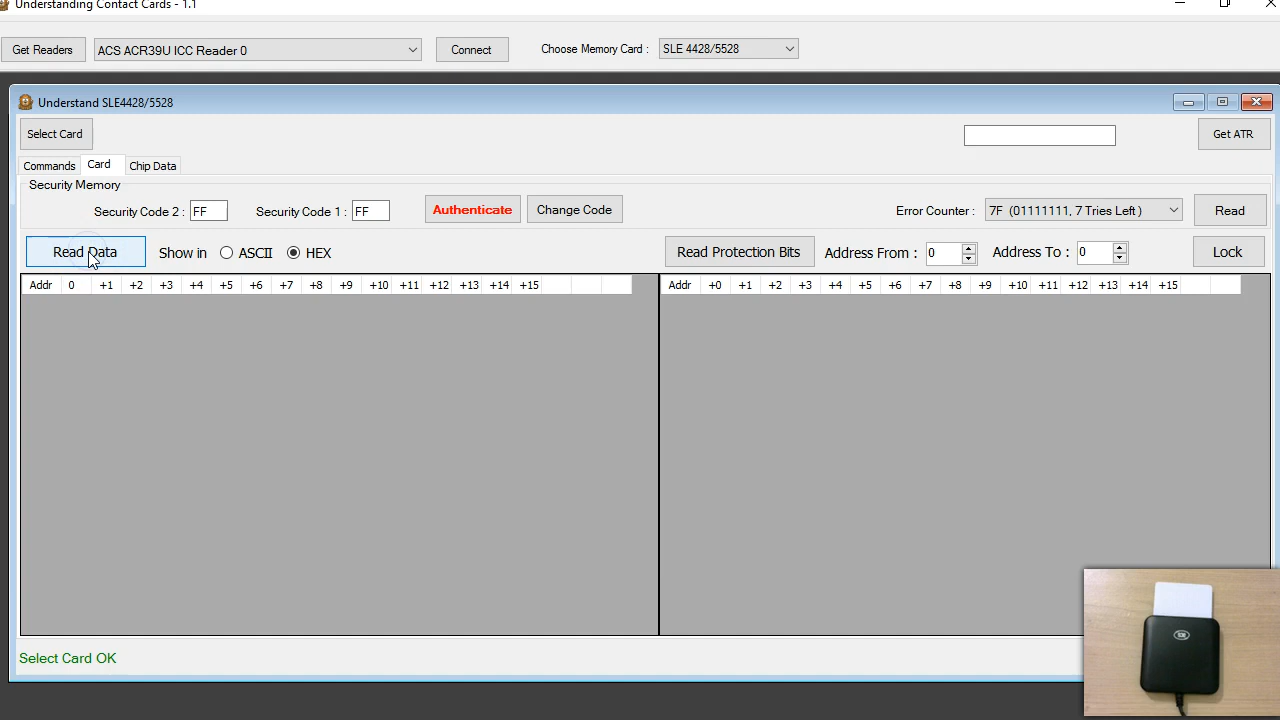 Understanding Contact Cards - 1.1
Get Readers ACS ACR39U ICC Reader 0 Connect Choose Memory Card : SLE 4428/5528
Understand SLE4428/5528
Select Card Get ATR
Commands Card Chip Data
Security Memory
Security Code 2 : FF Security Code 1 : FF Authenticate Change Code Error Counter : 7F (01111111, 7 Tries Left ) Read
Read Data Show in ASCII HEX Read Protection Bits Address From : 0 Address To : 0 Lock
Addr 0 +1 +2 +3 +4 +5 +6 +7 +8 +9 +10 +11 +12 +13 +14 +15 Addr +0 +1 +2 +3 +4 +5 +6 +7 +8 +9 +10 +11 +12 +13 +14 +15
Select Card OK